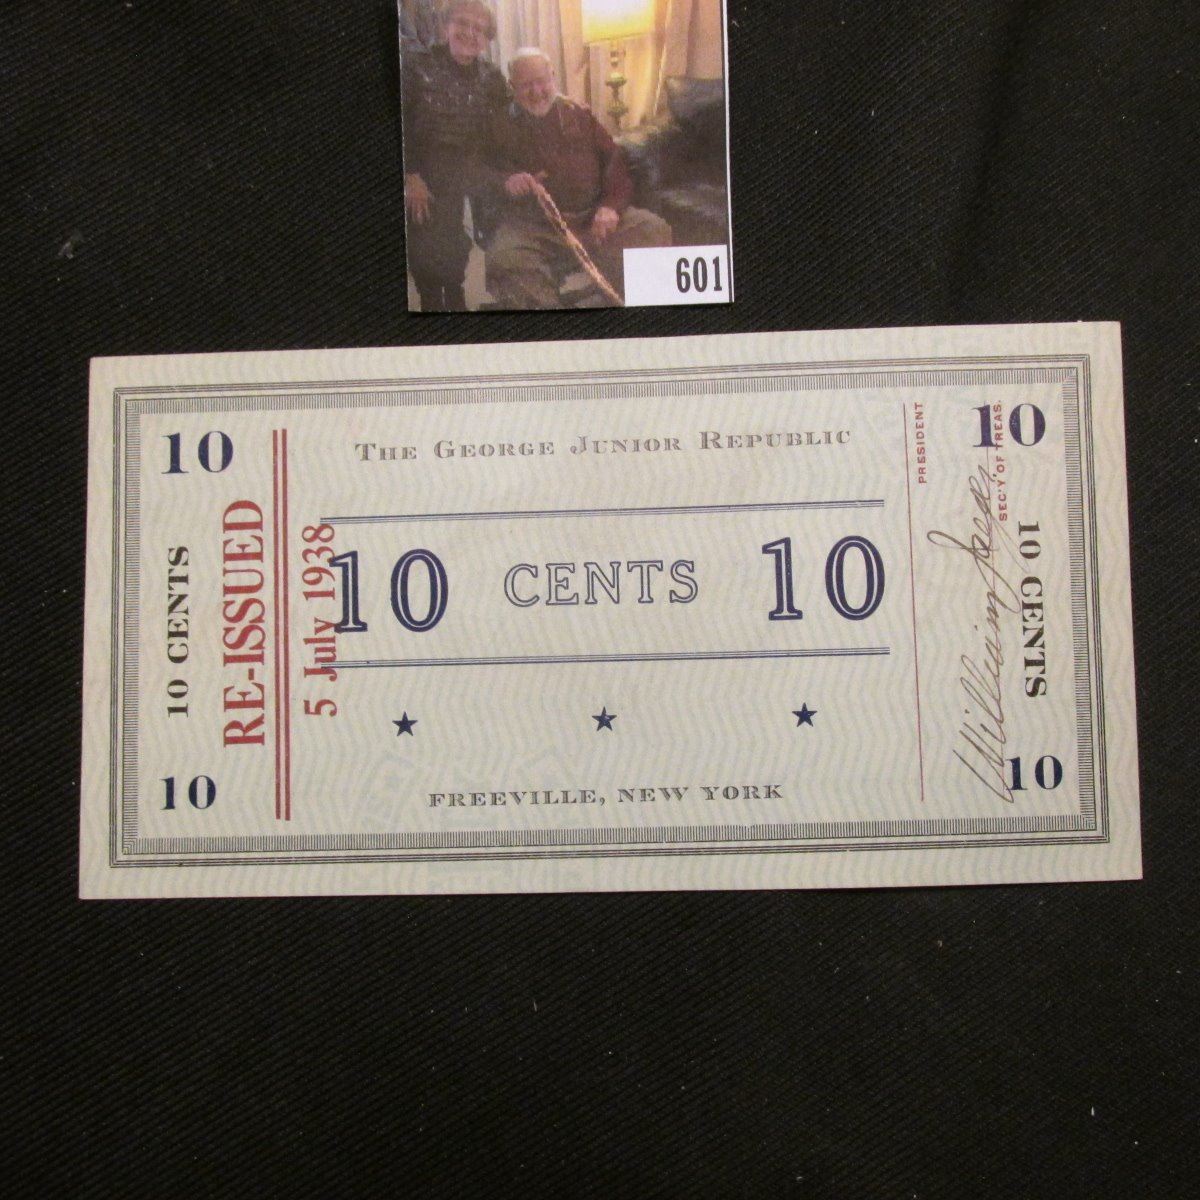 601
THE GEORGE JUNIOR REPUBLIC
10
10 CENTS
10
RE-ISSUED
5 July 1938
10 CENTS 10
FREEVILLE, NEW YORK
PRESIDENT
SEC'Y OF TREAS.
10
10 CENTS
10